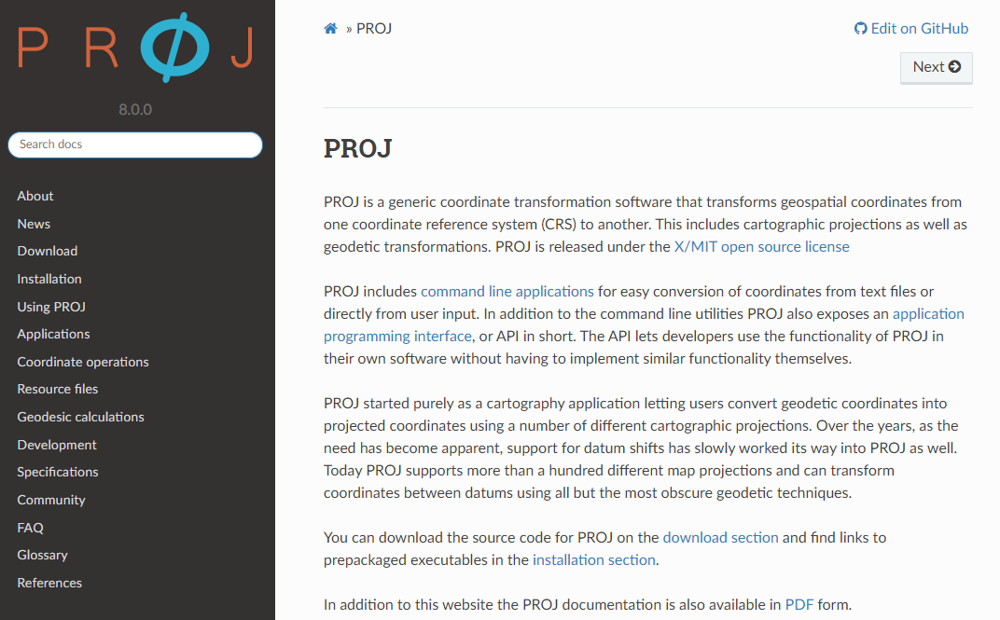 PRØJ
8.0.0
Search docs
About
News
Download
Installation
Using PROJ
Applications
Coordinate operations
Resource files
Geodesic calculations
Development
Specifications
Community
FAQ
Glossary
References
» PROJ
Edit on GitHub
Next
PROJ
PROJ is a generic coordinate transformation software that transforms geospatial coordinates from
one coordinate reference system (CRS) to another. This includes cartographic projections as well as
geodetic transformations. PROJ is released under the X/MIT open source license
PROJ includes command line applications for easy conversion of coordinates from text files or
directly from user input. In addition to the command line utilities PROJ also exposes an application
programming interface, or API in short. The API lets developers use the functionality of PROJ in
their own software without having to implement similar functionality themselves.
PROJ started purely as a cartography application letting users convert geodetic coordinates into
projected coordinates using a number of different cartographic projections. Over the years, as the
need has become apparent, support for datum shifts has slowly worked its way into PROJ as well.
Today PROJ supports more than a hundred different map projections and can transform
coordinates between datums using all but the most obscure geodetic techniques.
You can download the source code for PROJ on the download section and find links to
prepackaged executables in the installation section.
In addition to this website the PROJ documentation is also available in PDF form.